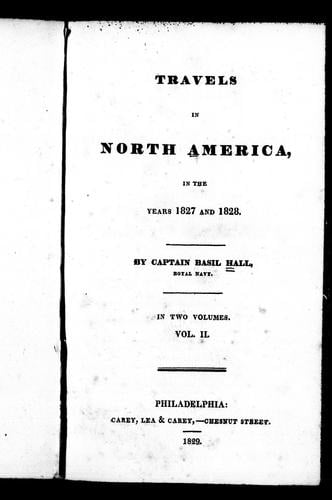 TRAVELS
IN
NORTH AMERICA,
IN THE
YEARS 1827 AND 1828.
BY CAPTAIN BASIL HALL,
ROYAL NAVY.
IN TWO VOLUMES.
VOL. II.
PHILADELPHIA:
CAREY, LEA & CAREY,—CHESNUT STREET.
1829.